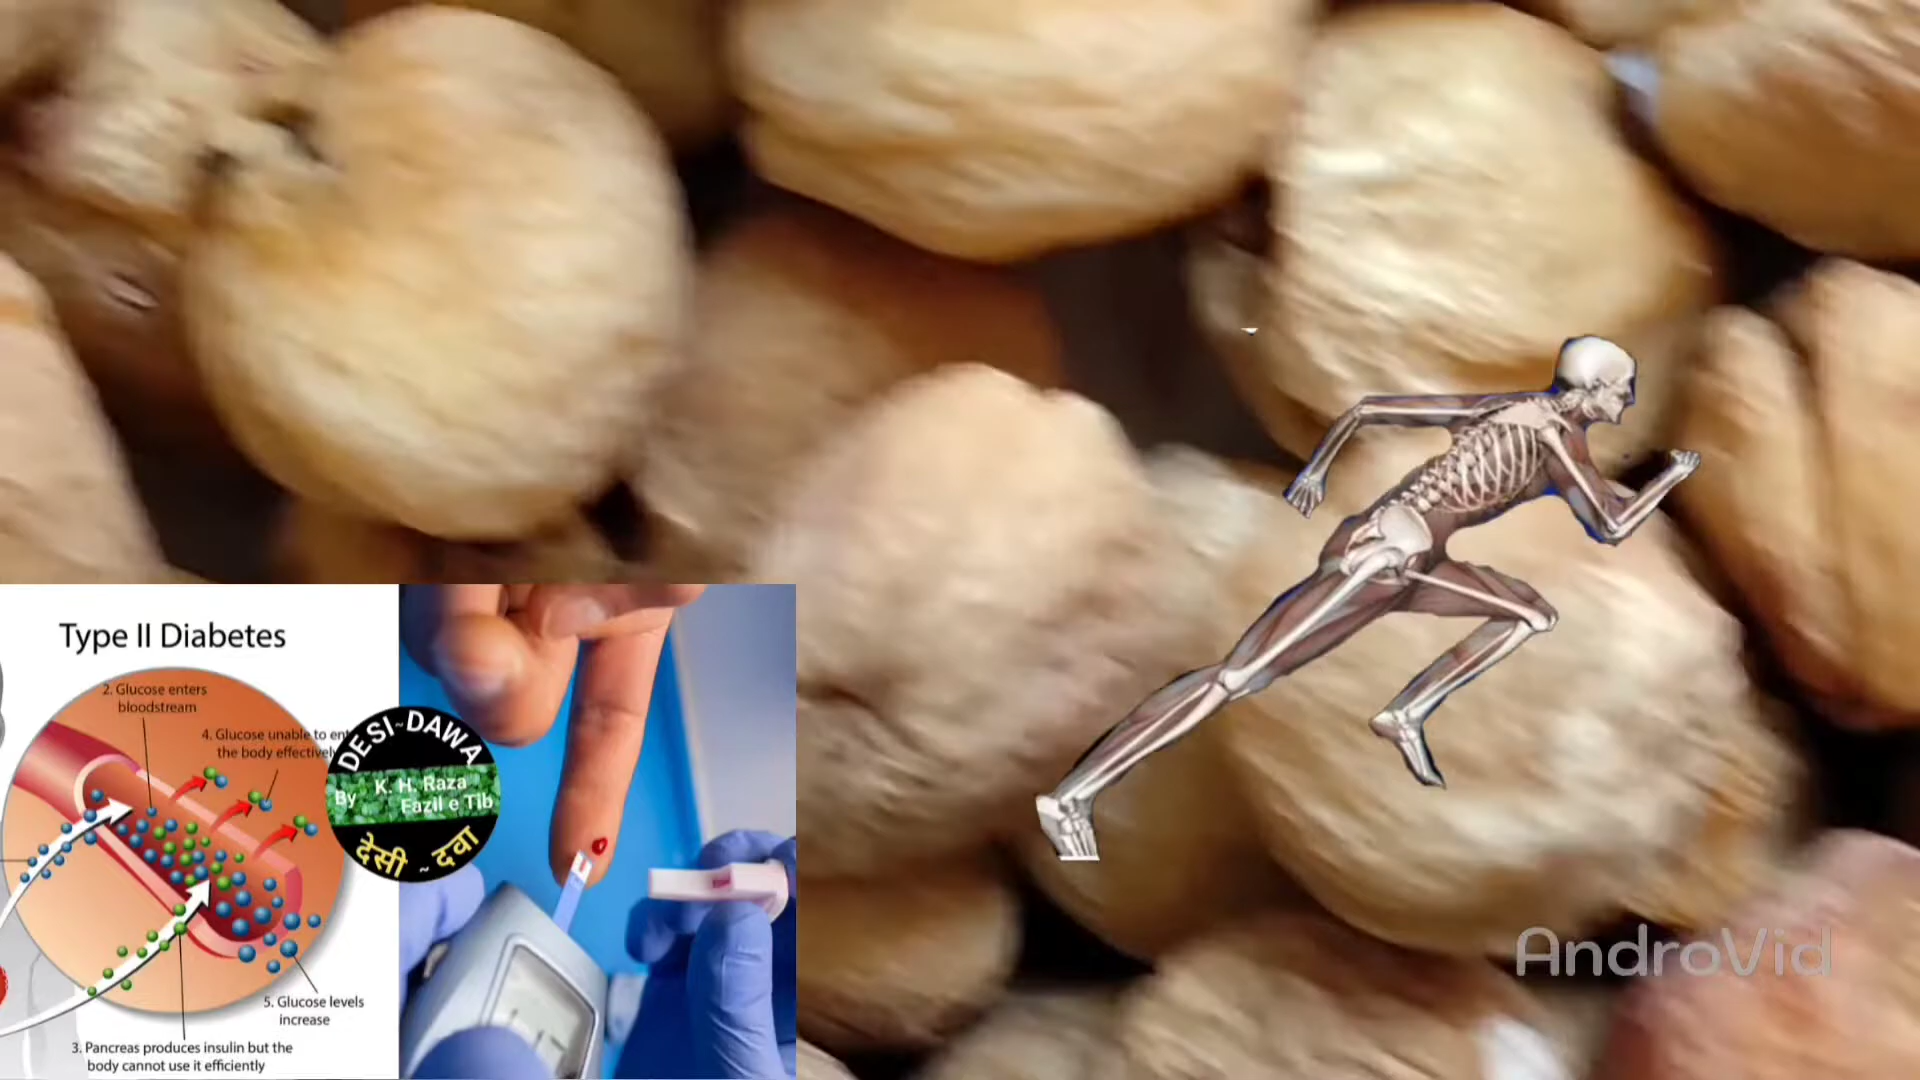 Type II Diabetes
2. Glucose enters
bloodstream
4. Glucose unable to ent
the body effectively
DESI~DAWA
By K. H. Raza
Fazil e Tib
देसी ~ दवा
5. Glucose levels
increase
3. Pancreas produces insulin but the
body cannot use it efficiently
AndroVid